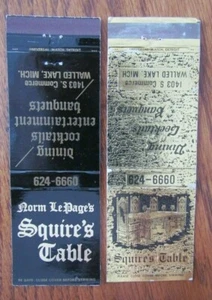 1403 S. Commerce
WALLED LAKE, MICH
Dining
cocktails
entertainment
banquets
624-6660
Norm LePage's
Squire's
Table
1403 S. Commerce
WALLED LAKE, MICH.
Dining
Cocktails
Banquets
624-6660
Squire's Table